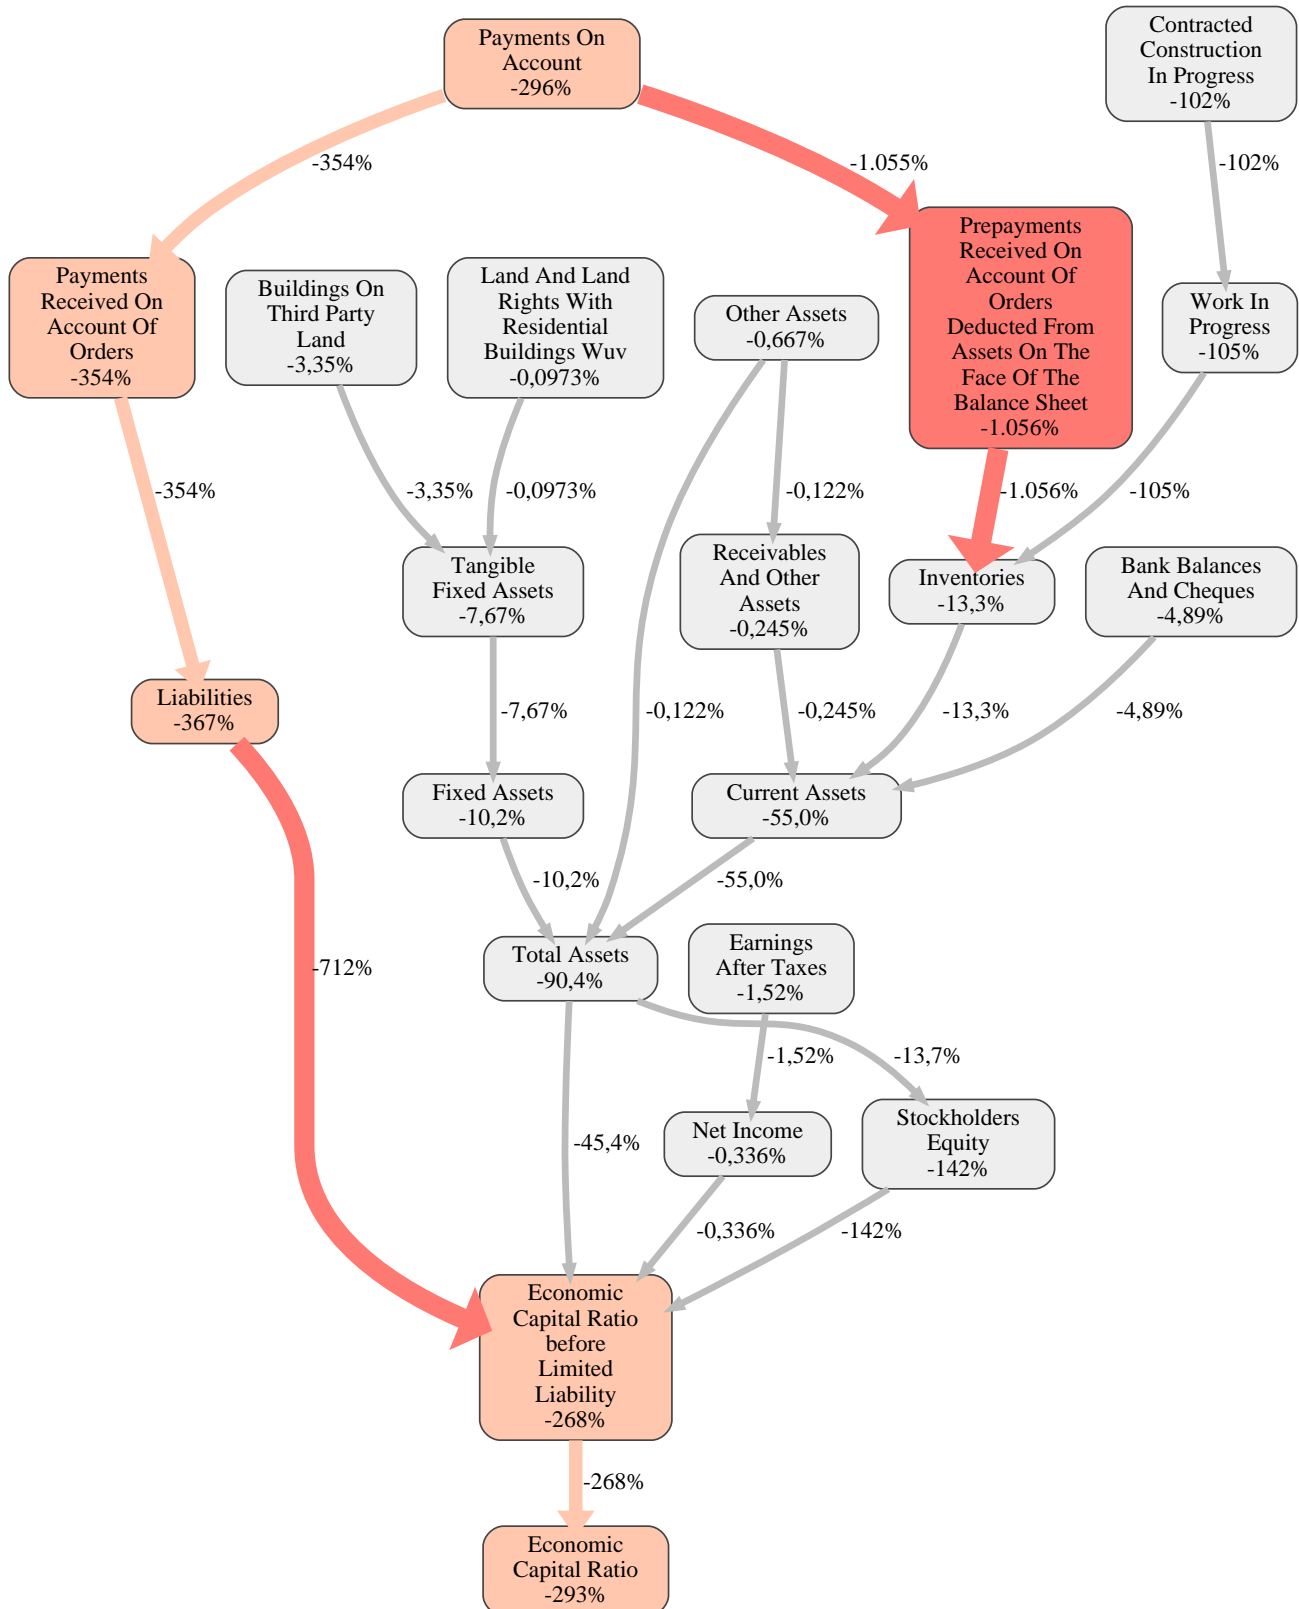 Payments On
Account
-296%
Contracted
Construction
In Progress
-102%
-354%
-1.055%
-102%
Payments
Received On
Account Of
Orders
-354%
Buildings On
Third Party
Land
-3,35%
Land And Land
Rights With
Residential
Buildings Wuv
-0,0973%
Other Assets
-0,667%
Prepayments
Received On
Account Of
Orders
Deducted From
Assets On The
Face Of The
Balance Sheet
-1.056%
Work In
Progress
-105%
-354%
-3,35%
-0,0973%
-0,122%
-1.056%
-105%
Tangible
Fixed Assets
-7,67%
Receivables
And Other
Assets
-0,245%
Inventories
-13,3%
Bank Balances
And Cheques
-4,89%
Liabilities
-367%
-7,67%
-0,122%
-0,245%
-13,3%
-4,89%
Fixed Assets
-10,2%
Current Assets
-55,0%
-10,2%
-55,0%
-712%
Total Assets
-90,4%
Earnings
After Taxes
-1,52%
-1,52%
-13,7%
-45,4%
Net Income
-0,336%
Stockholders
Equity
-142%
-0,336%
-142%
Economic
Capital Ratio
before
Limited
Liability
-268%
-268%
Economic
Capital Ratio
-293%